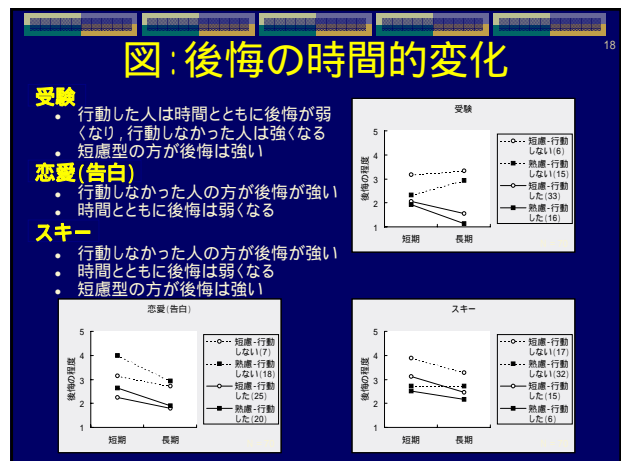 18
図:後悔の時間的変化
受験
• 行動した人は時間とともに後悔が弱
くなり,行動しなかった人は強くなる
• 短慮型の方が後悔は強い
恋愛(告白)
• 行動しなかった人の方が後悔が強い
• 時間とともに後悔は弱くなる
スキー
• 行動しなかった人の方が後悔が強い
• 時間とともに後悔は弱くなる
• 短慮型の方が後悔は強い
受験
5
4
3
2
1
後悔の程度
短期 長期
短慮-行動
しない(6)
熟慮-行動
しない(15)
短慮-行動
した(33)
熟慮-行動
した(16)
恋愛(告白)
5
4
3
2
1
後悔の程度
短期 長期
短慮-行動
しない(7)
熟慮-行動
しない(18)
短慮-行動
した(25)
熟慮-行動
した(20)
スキー
5
4
3
2
1
後悔の程度
短期 長期
短慮-行動
しない(17)
熟慮-行動
しない(32)
短慮-行動
した(15)
熟慮-行動
した(6)